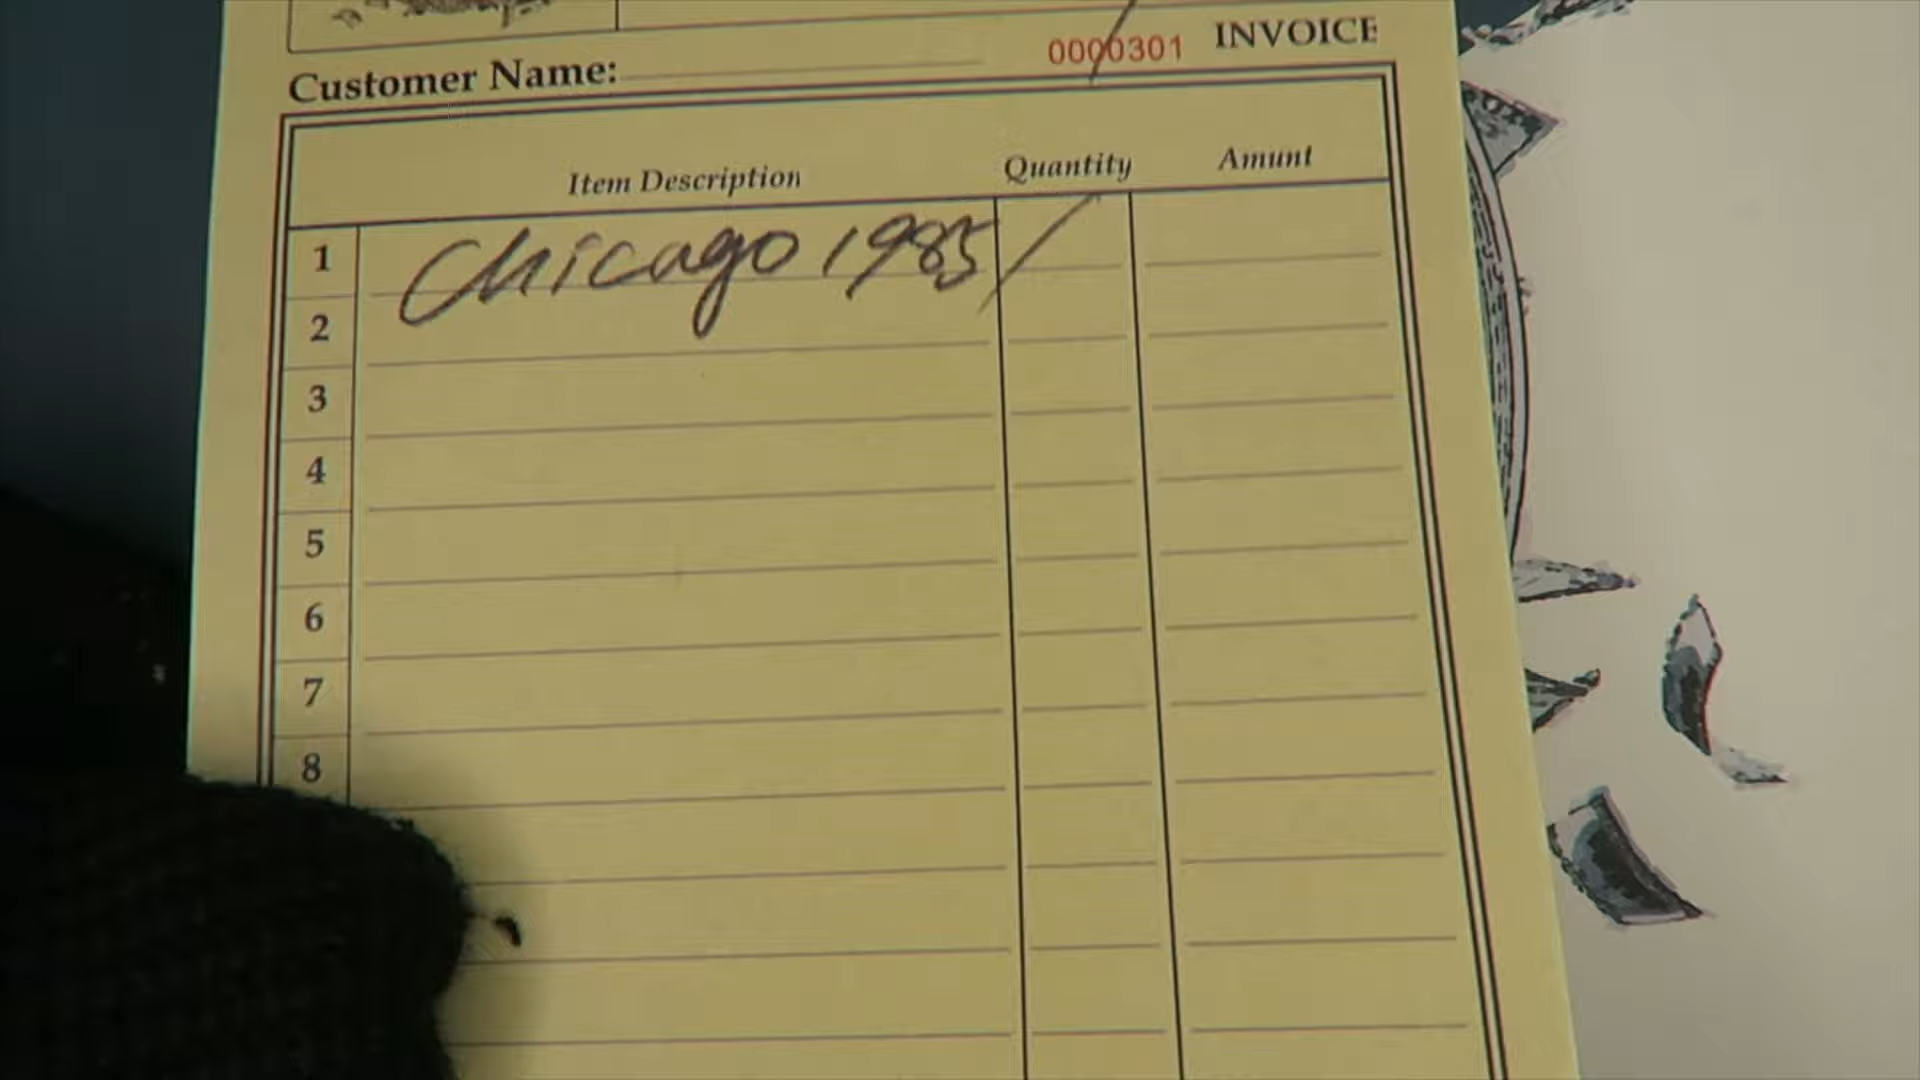 0000301 INVOICE
Customer Name:
Item Description Quantity Amunt
1 Chicago 1985/
2
3
4
5
6
7
8